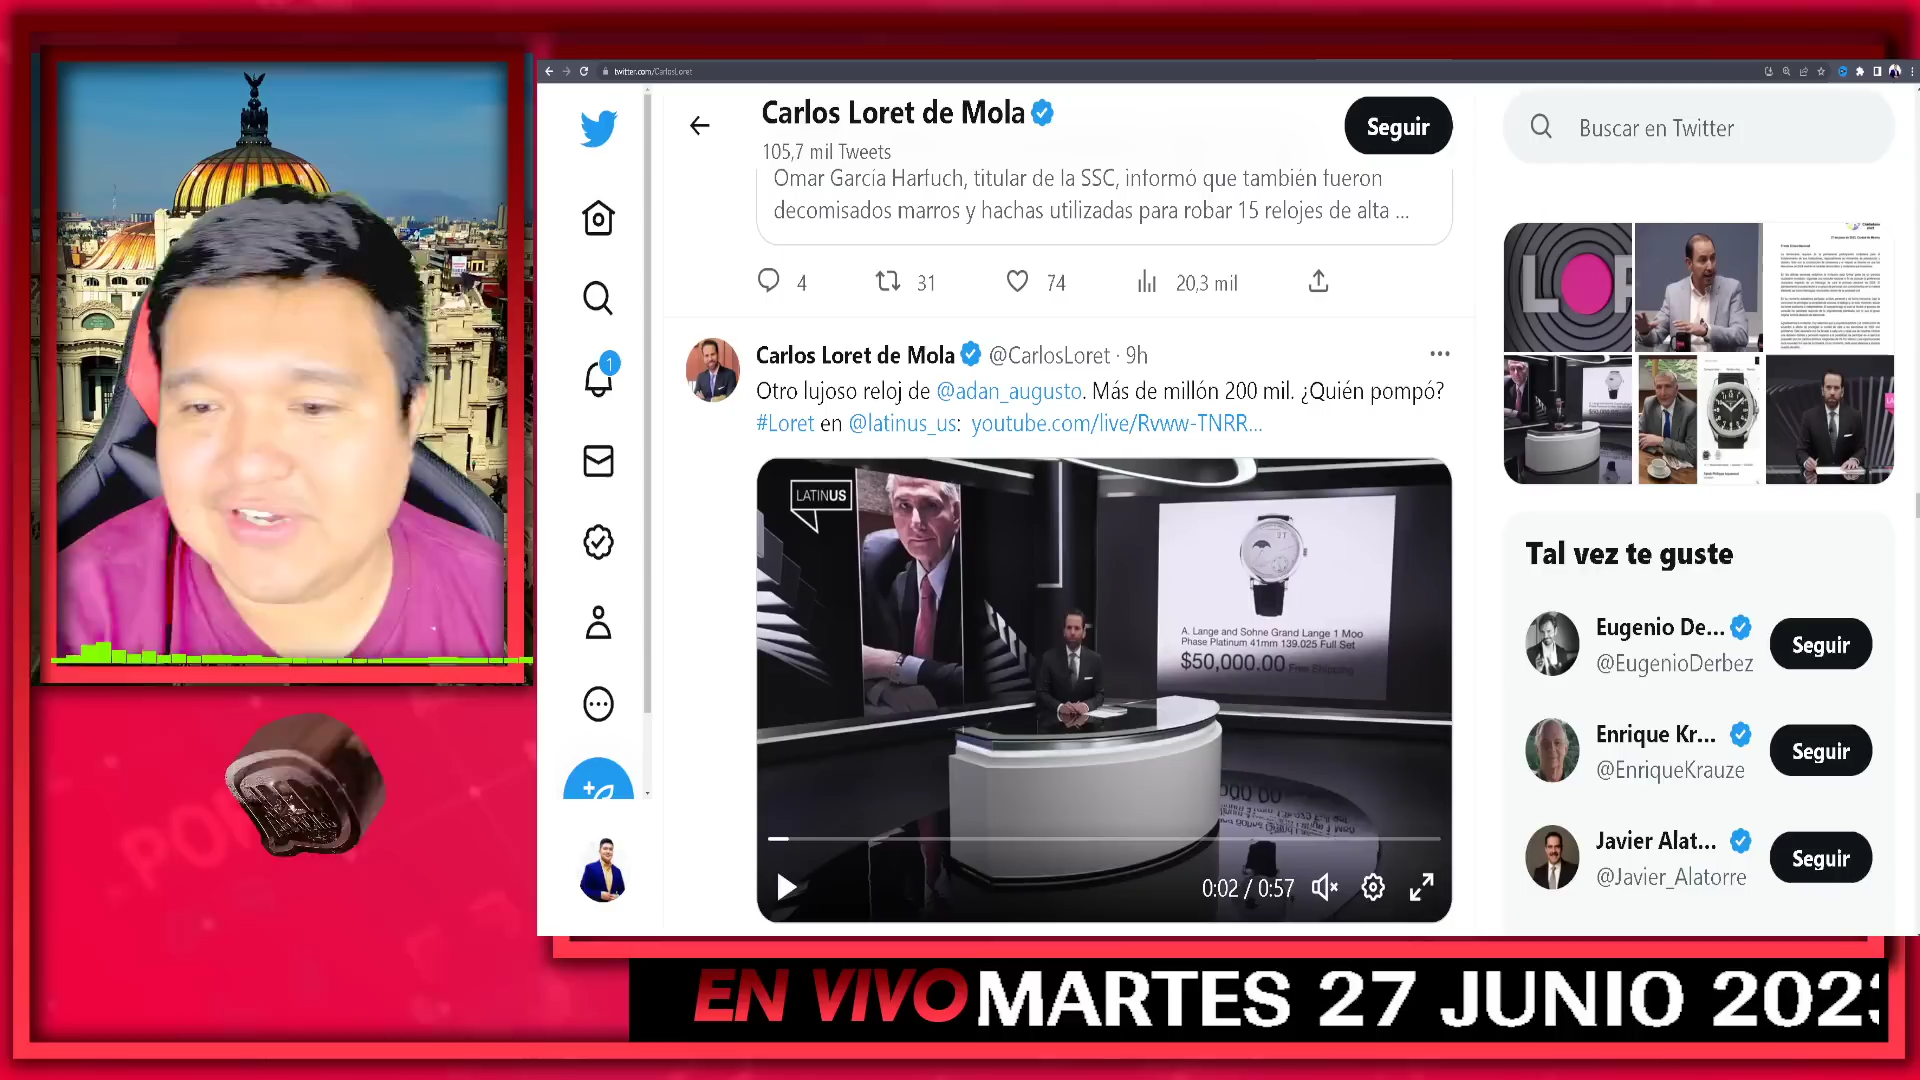 twitter.com/CarlosLoret
Carlos Loret de Mola
105,7 mil Tweets
Seguir
Buscar en Twitter
Omar García Harfuch, titular de la SSC, informó que también fueron
decomisados marros y hachas utilizadas para robar 15 relojes de alta ...
4
31
74
20,3 mil
1
Carlos Loret de Mola @CarlosLoret · 9h
Otro lujoso reloj de @adan_augusto. Más de millón 200 mil. ¿Quién pompó?
#Loret en @latinus_us: youtube.com/live/Rvww-TNRR...
LATINUS
A. Lange and Sohne Grand Lange 1 Moo
Phase Platinum 41mm 139.025 Full Set
$50,000.00 Free Shipping
0:02 / 0:57
Tal vez te guste
Eugenio De...
@EugenioDerbez
Seguir
Enrique Kr...
@EnriqueKrauze
Seguir
Javier Alat...
@Javier_Alatorre
Seguir
EN VIVO
MARTES 27 JUNIO 2023